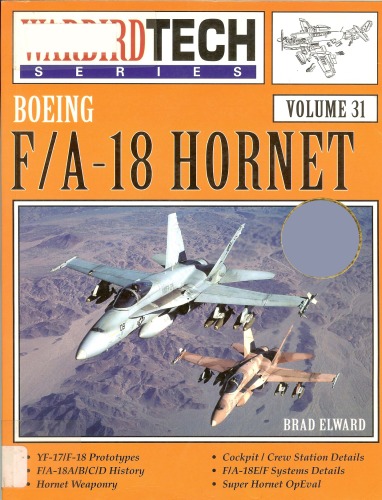 WARBIRDTECH
SERIES
BOEING
VOLUME 31
F/A-18 HORNET
BRAD ELWARD
• YF-17/F-18 Prototypes
• F/A-18A/B/C/D History
• Hornet Weaponry
• Cockpit / Crew Station Details
• F/A-18E/F Systems Details
• Super Hornet OpEval